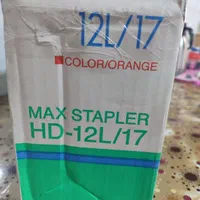 12L/17
COLOR/ORANGE
MAX STAPLER
HD-12L/17